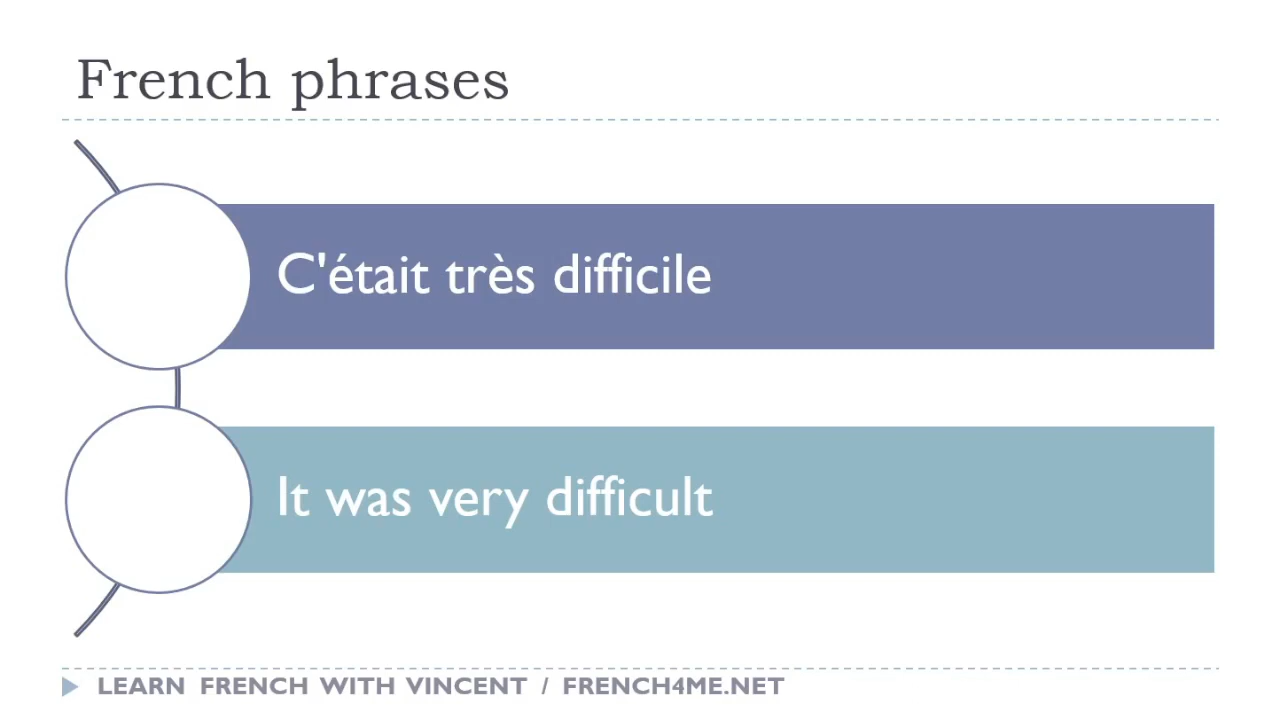 French phrases
C'était très difficile
It was very difficult
LEARN FRENCH WITH VINCENT / FRENCH4ME.NET